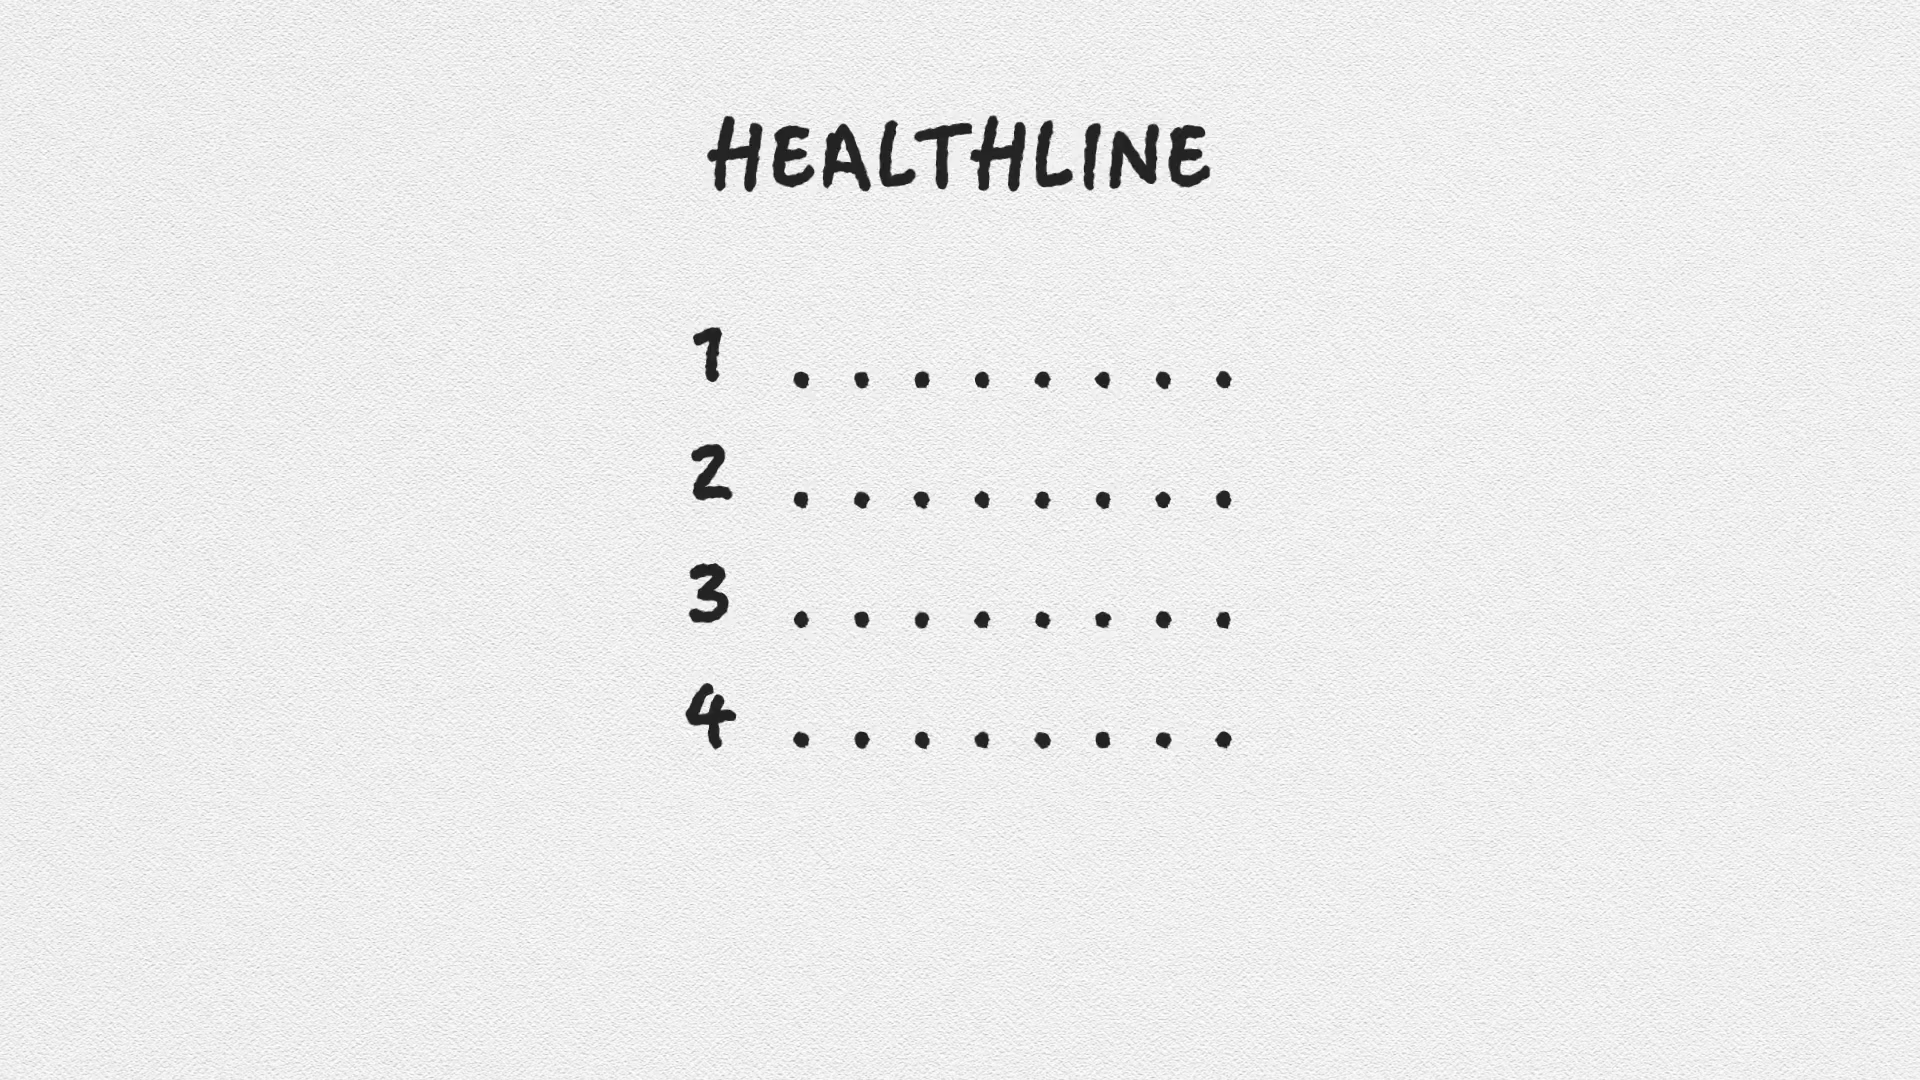 HEALTHLINE
1 . . . . . . . .
2 . . . . . . . .
3 . . . . . . . .
4 . . . . . . . .